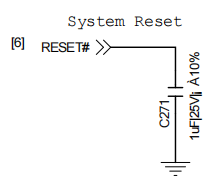 System Reset
[6] RESET#
C271
1uF|25V|¡ À10%